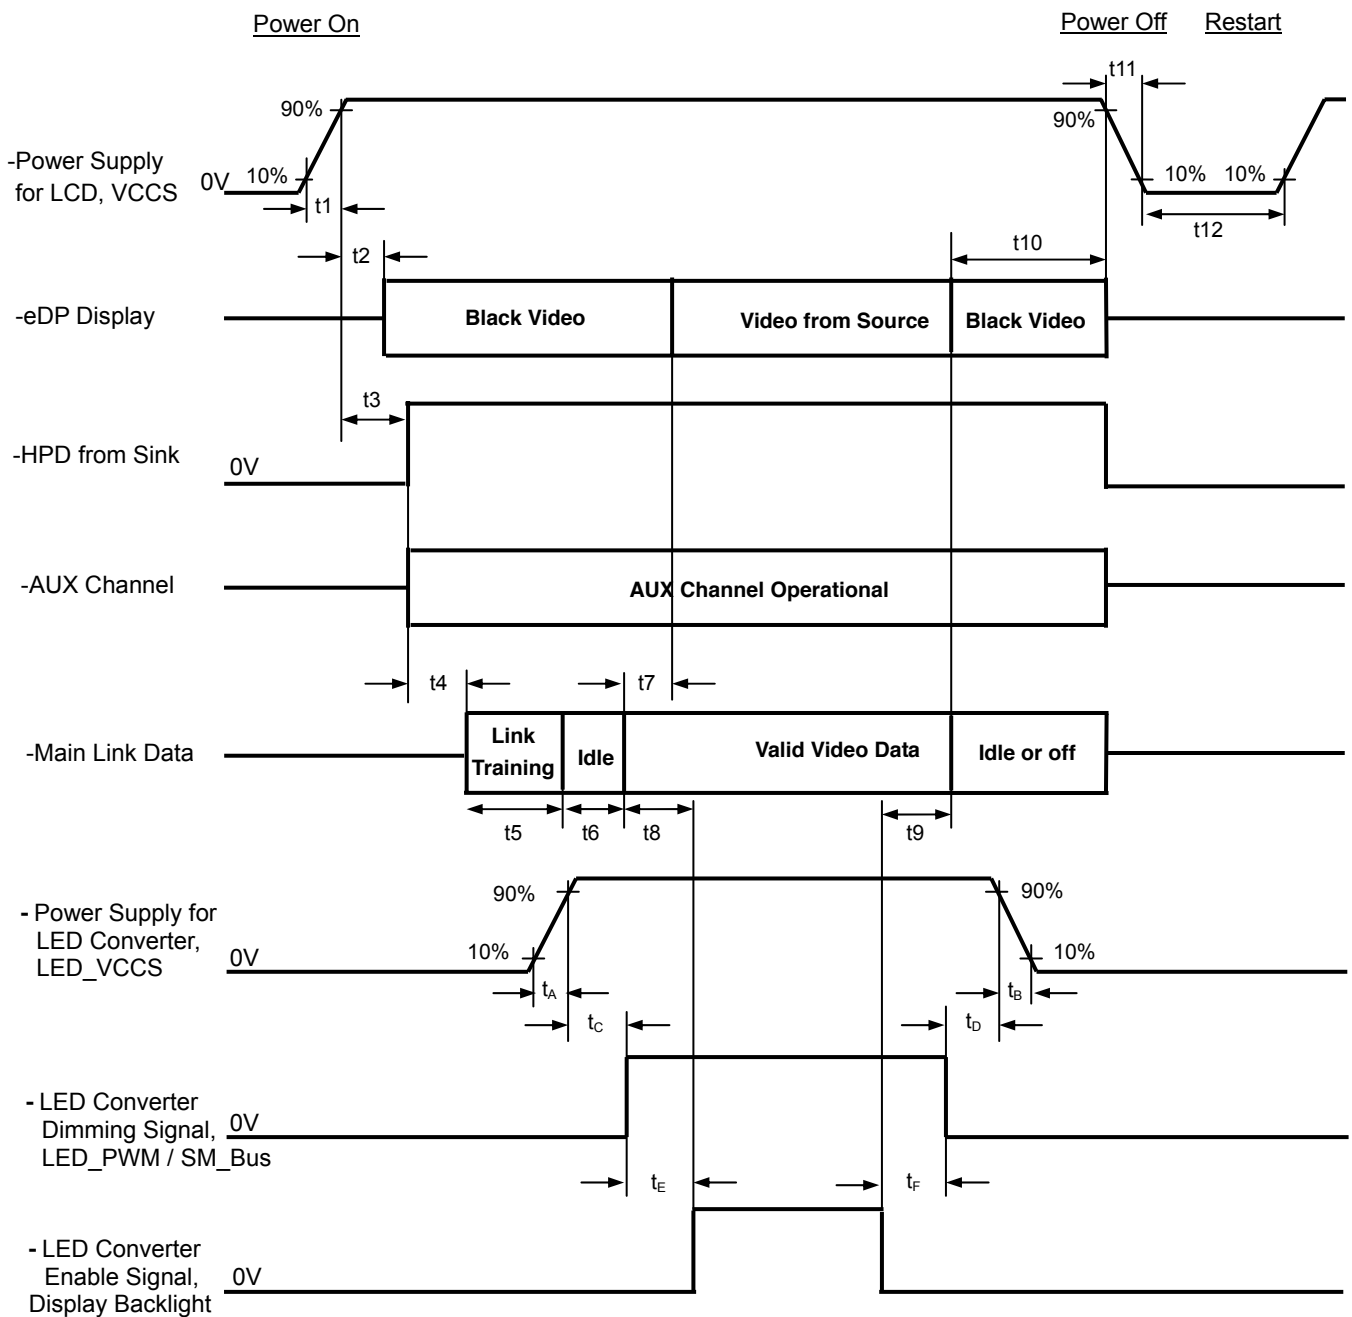 Power On
Power Off
Restart
t11
90%
90%
-Power Supply
for LCD, VCCS
0V
10%
10%
10%
t1
t12
t2
t10
-eDP Display
Black Video
Video from Source
Black Video
t3
-HPD from Sink
0V
-AUX Channel
AUX Channel Operational
t4
t7
-Main Link Data
Link
Training
Idle
Valid Video Data
Idle or off
t5
t6
t8
t9
90%
90%
- Power Supply for
LED Converter,
LED_VCCS
0V
10%
10%
tA
tB
tC
tD
- LED Converter
Dimming Signal,
LED_PWM / SM_Bus
0V
tE
tF
- LED Converter
Enable Signal,
Display Backlight
0V